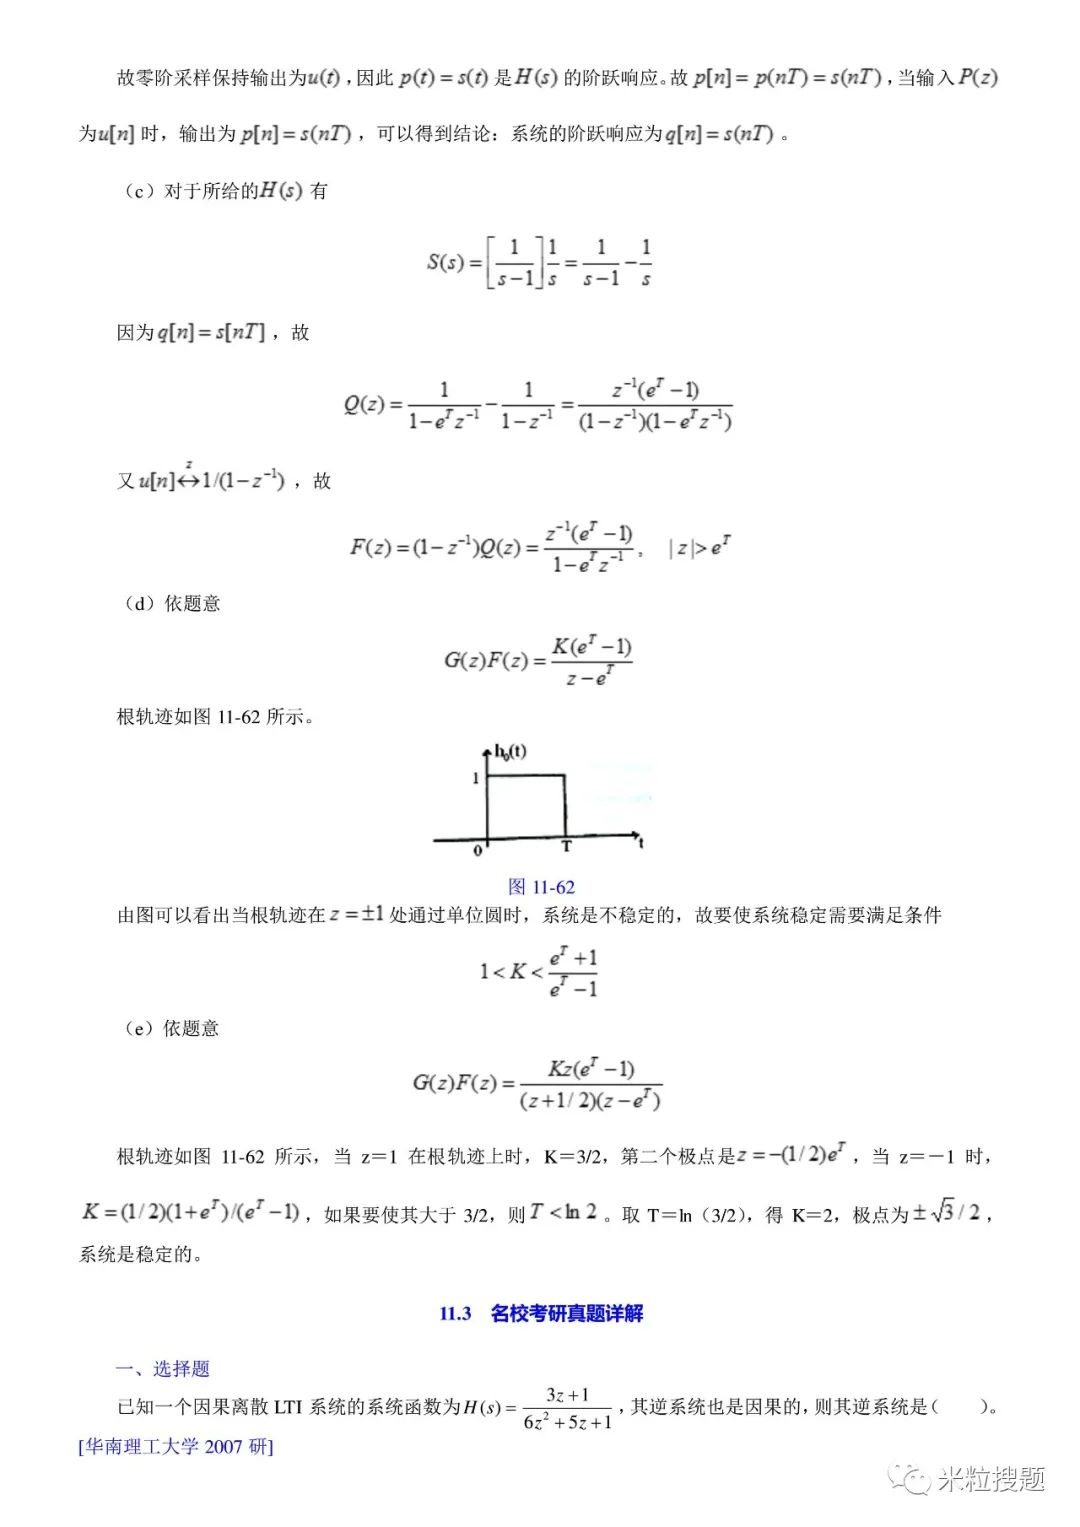 故零阶采样保持输出为u(t),因此 p(t) = s(t) 是 H(s) 的阶跃响应。故 p[n] = p(nT) = s(nT),当输入 P(z)
为u[n] 时，输出为 p[n] = s(nT)，可以得到结论：系统的阶跃响应为q[n] = s(nT)。
（c）对于所给的H(s) 有
S(s) = [1/(s−1)] 1/s = 1/(s−1) − 1/s
因为 q[n] = s[nT]，故
Q(z) = 1/(1−e^T z^−1) − 1/(1−z^−1) = z^−1(e^T −1)/((1−z^−1)(1−e^T z^−1))
又 u[n] ↔^z 1/(1−z^−1)，故
F(z) = (1−z^−1)Q(z) = z^−1(e^T −1)/(1−e^T z^−1)， |z|> e^T
（d）依题意
G(z)F(z) = K(e^T −1)/(z−e^T)
根轨迹如图 11-62 所示。
h₀(t)
1
0 T t
图 11-62
由图可以看出当根轨迹在 z = ±1 处通过单位圆时，系统是不稳定的，故要使系统稳定需要满足条件
1 < K < (e^T +1)/(e^T −1)
（e）依题意
G(z)F(z) = Kz(e^T −1)/((z+1/2)(z−e^T))
根轨迹如图 11-62 所示，当 z＝1 在根轨迹上时，K＝3/2，第二个极点是z = −(1/2)e^T，当 z＝－1 时，
K = (1/2)(1+e^T)/(e^T −1)，如果要使其大于 3/2，则 T < ln 2。取 T＝ln（3/2），得 K＝2，极点为 ± √3 / 2，
系统是稳定的。
11.3 名校考研真题详解
一、选择题
已知一个因果离散 LTI 系统的系统函数为 H(s) = (3z+1)/(6z²+5z+1)，其逆系统也是因果的，则其逆系统是（ ）。
[华南理工大学 2007 研]
米粒搜题